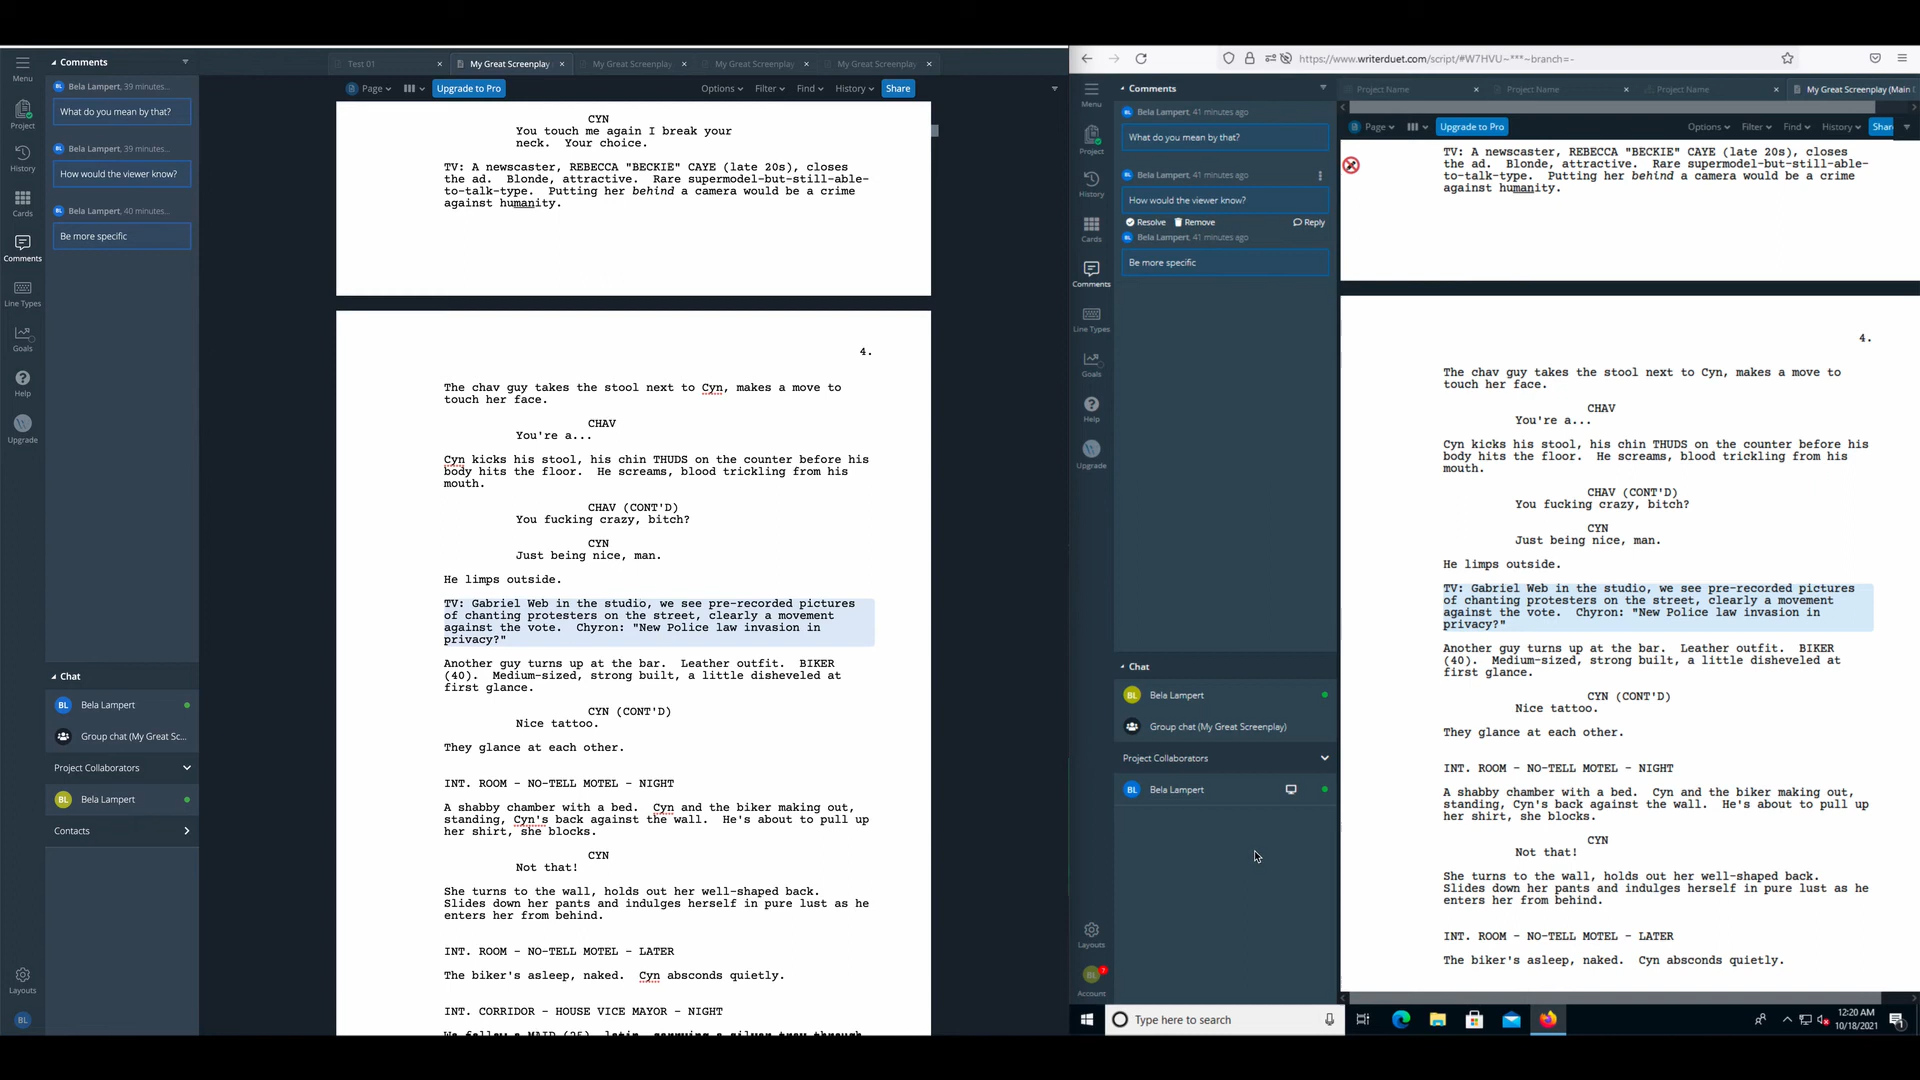 Comments
Test 01
My Great Screenplay
My Great Screenplay
My Great Screenplay
My Great Screenplay
Menu
Bela Lampert, 39 minutes...
What do you mean by that?
Project
Bela Lampert, 39 minutes...
How would the viewer know?
History
Bela Lampert, 40 minutes...
Be more specific
Cards
Comments
Line Types
Goals
Help
Upgrade
Chat
BL Bela Lampert
Group chat (My Great Sc...
Project Collaborators
BL Bela Lampert
Contacts
Layouts
BL
Page
Upgrade to Pro
Options
Filter
Find
History
Share
CYN
You touch me again I break your
neck. Your choice.
TV: A newscaster, REBECCA "BECKIE" CAYE (late 20s), closes
the ad. Blonde, attractive. Rare supermodel-but-still-able-
to-talk-type. Putting her behind a camera would be a crime
against humanity.
4.
The chav guy takes the stool next to Cyn, makes a move to
touch her face.
CHAV
You're a...
Cyn kicks his stool, his chin THUDS on the counter before his
body hits the floor. He screams, blood trickling from his
mouth.
CHAV (CONT'D)
You fucking crazy, bitch?
CYN
Just being nice, man.
He limps outside.
TV: Gabriel Web in the studio, we see pre-recorded pictures
of chanting protesters on the street, clearly a movement
against the vote. Chyron: "New Police law invasion in
privacy?"
Another guy turns up at the bar. Leather outfit. BIKER
(40). Medium-sized, strong built, a little disheveled at
first glance.
CYN (CONT'D)
Nice tattoo.
They glance at each other.
INT. ROOM - NO-TELL MOTEL - NIGHT
A shabby chamber with a bed. Cyn and the biker making out,
standing, Cyn's back against the wall. He's about to pull up
her shirt, she blocks.
CYN
Not that!
She turns to the wall, holds out her well-shaped back.
Slides down her pants and indulges herself in pure lust as he
enters her from behind.
INT. ROOM - NO-TELL MOTEL - LATER
The biker's asleep, naked. Cyn absconds quietly.
INT. CORRIDOR - HOUSE VICE MAYOR - NIGHT
We follow a MAID (25), latin, carrying a silver tray through
https://www.writerduet.com/script/#W7HVU~***~branch=-
Comments
Project Name
Project Name
Project Name
My Great Screenplay (Main
Menu
Bela Lampert, 41 minutes ago
What do you mean by that?
Project
Bela Lampert, 41 minutes ago
How would the viewer know?
Resolve Remove Reply
History
Bela Lampert, 41 minutes ago
Be more specific
Cards
Comments
Line Types
Goals
Help
Upgrade
Chat
BL Bela Lampert
Group chat (My Great Screenplay)
Project Collaborators
BL Bela Lampert
Layouts
BL 7
Account
Page
Upgrade to Pro
Options
Filter
Find
History
Shar
TV: A newscaster, REBECCA "BECKIE" CAYE (late 20s), closes
the ad. Blonde, attractive. Rare supermodel-but-still-able-
to-talk-type. Putting her behind a camera would be a crime
against humanity.
4.
The chav guy takes the stool next to Cyn, makes a move to
touch her face.
CHAV
You're a...
Cyn kicks his stool, his chin THUDS on the counter before his
body hits the floor. He screams, blood trickling from his
mouth.
CHAV (CONT'D)
You fucking crazy, bitch?
CYN
Just being nice, man.
He limps outside.
TV: Gabriel Web in the studio, we see pre-recorded pictures
of chanting protesters on the street, clearly a movement
against the vote. Chyron: "New Police law invasion in
privacy?"
Another guy turns up at the bar. Leather outfit. BIKER
(40). Medium-sized, strong built, a little disheveled at
first glance.
CYN (CONT'D)
Nice tattoo.
They glance at each other.
INT. ROOM - NO-TELL MOTEL - NIGHT
A shabby chamber with a bed. Cyn and the biker making out,
standing, Cyn's back against the wall. He's about to pull up
her shirt, she blocks.
CYN
Not that!
She turns to the wall, holds out her well-shaped back.
Slides down her pants and indulges herself in pure lust as he
enters her from behind.
INT. ROOM - NO-TELL MOTEL - LATER
The biker's asleep, naked. Cyn absconds quietly.
Type here to search
12:20 AM
10/18/2021
1